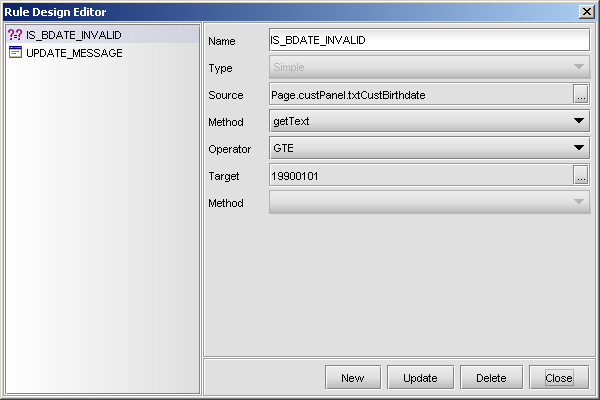 Rule Design Editor
?? IS_BDATE_INVALID
UPDATE_MESSAGE
Name IS_BDATE_INVALID
Type Simple
Source Page.custPanel.txtCustBirthdate ...
Method getText
Operator GTE
Target 19900101 ...
Method
New Update Delete Close